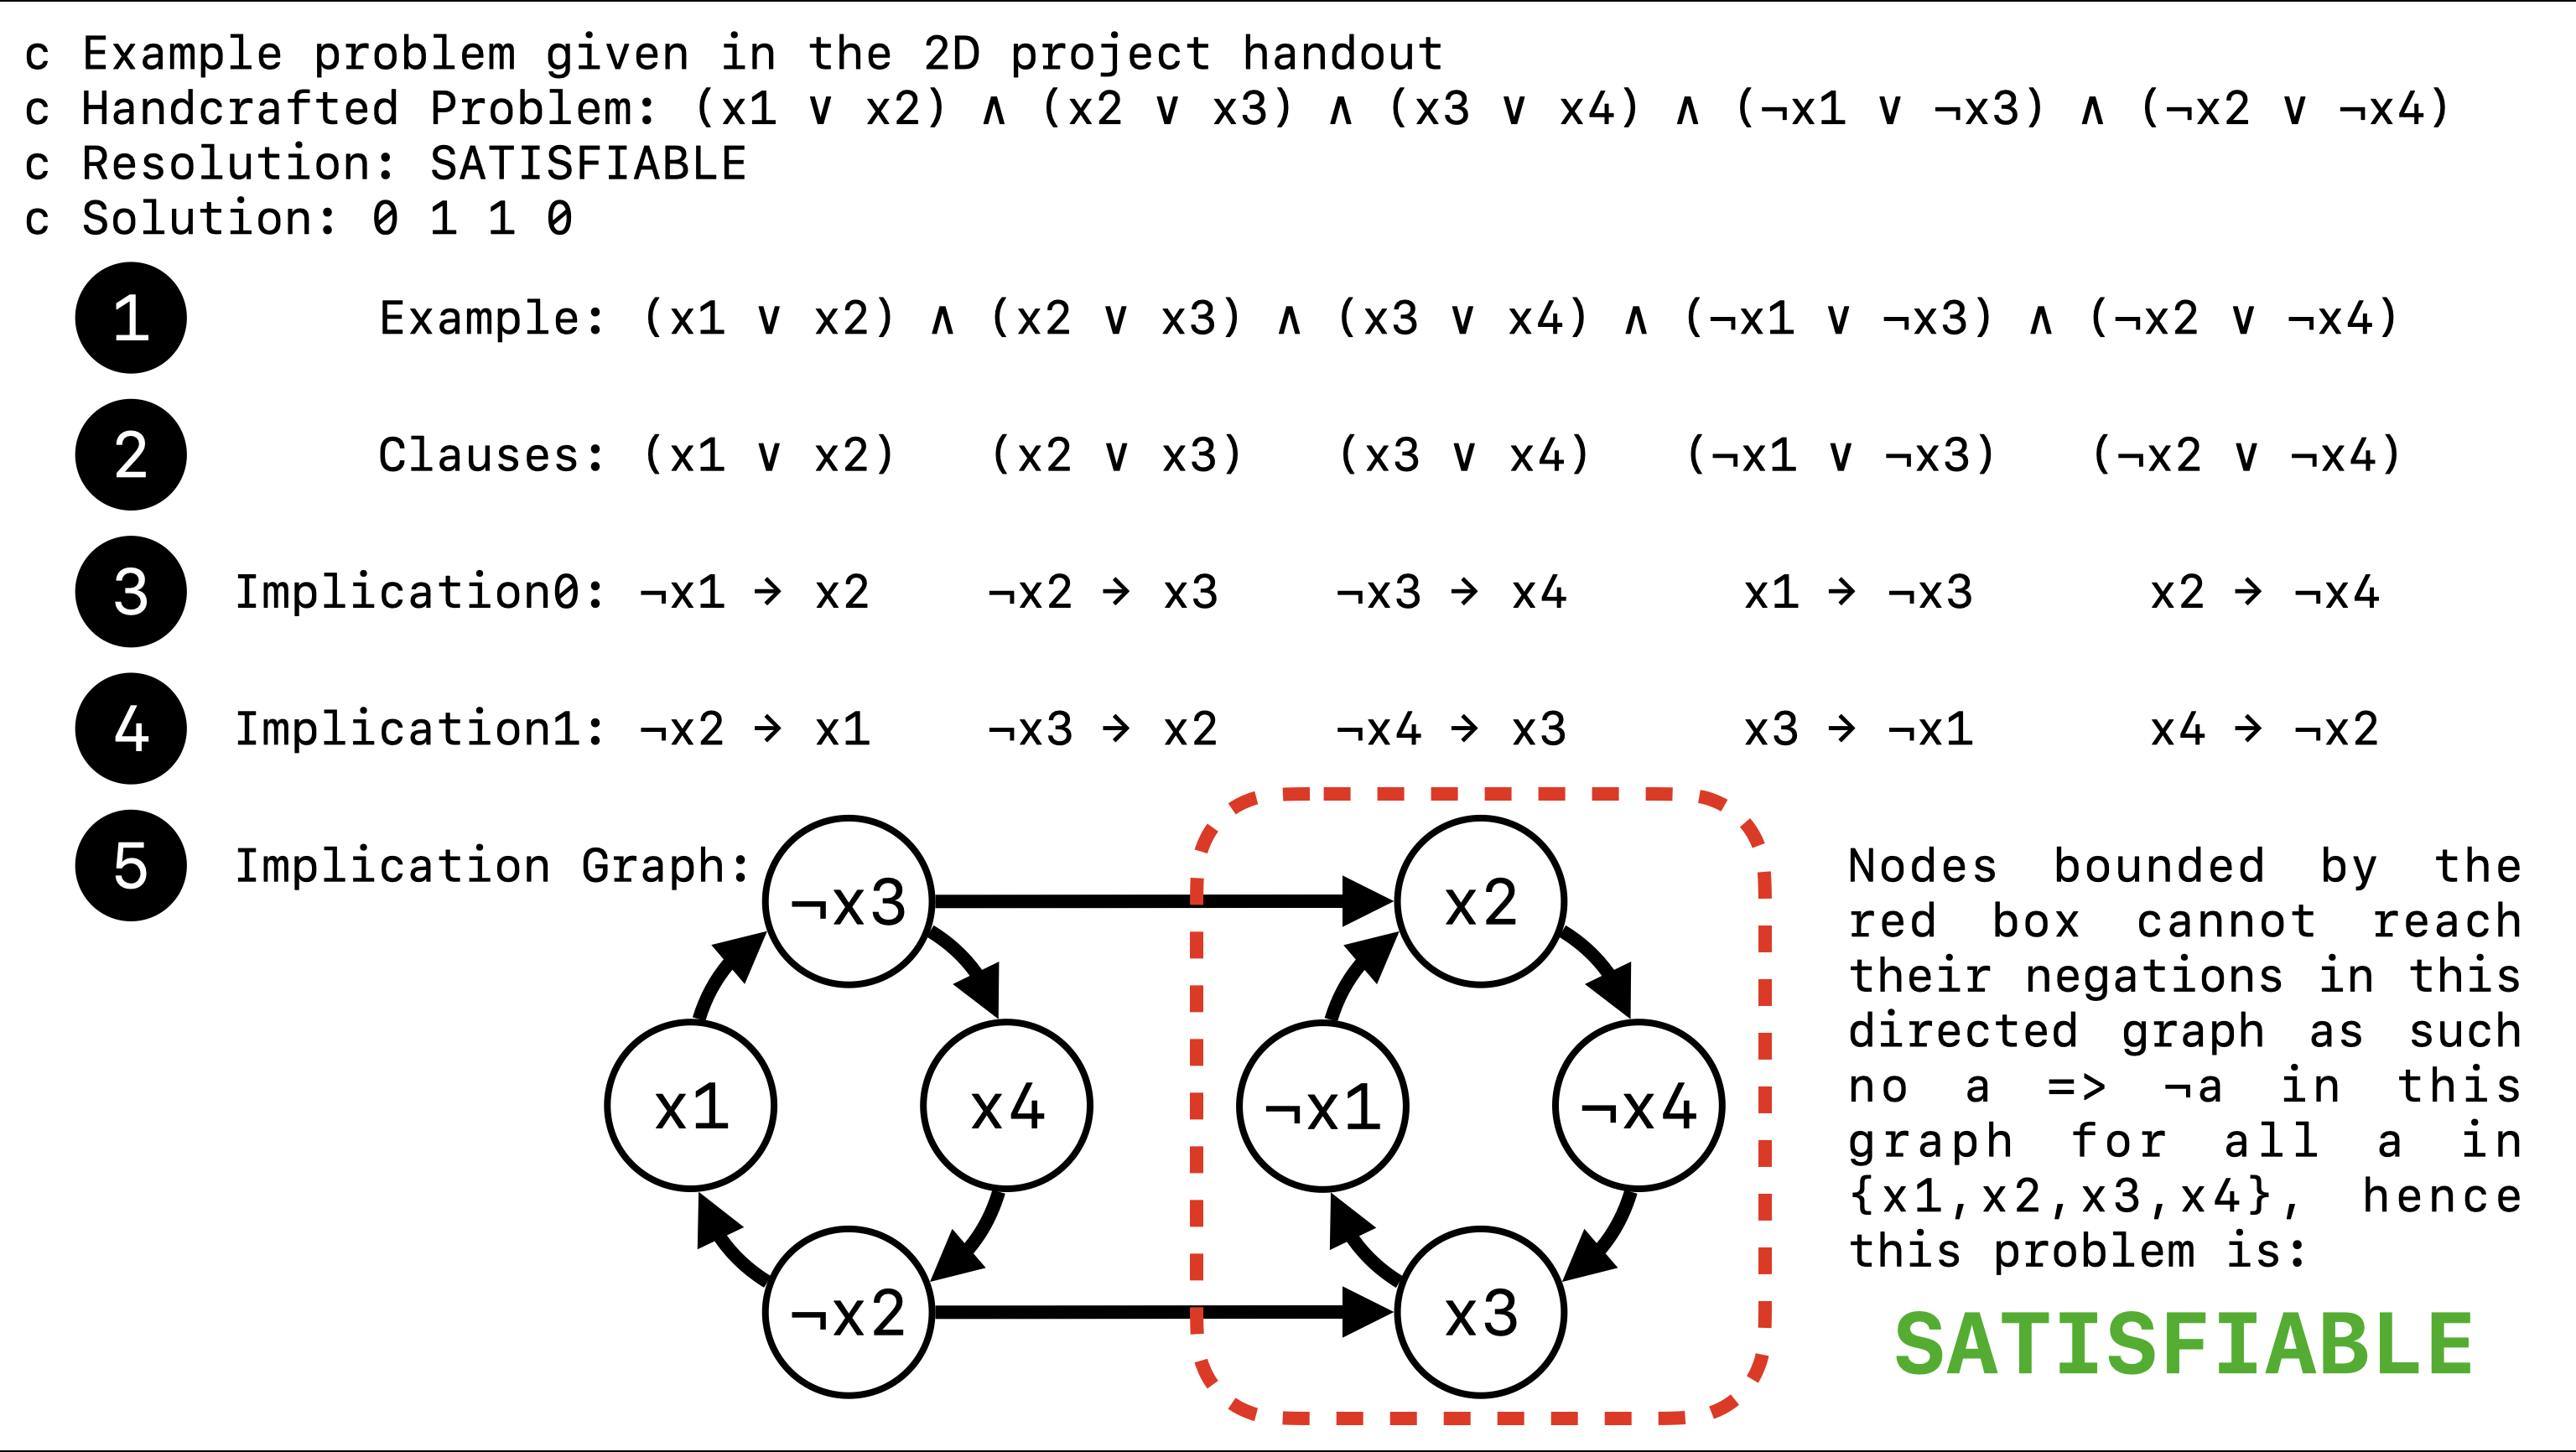 c Example problem given in the 2D project handout
c Handcrafted Problem: (x1 ∨ x2) ∧ (x2 ∨ x3) ∧ (x3 ∨ x4) ∧ (¬x1 ∨ ¬x3) ∧ (¬x2 ∨ ¬x4)
c Resolution: SATISFIABLE
c Solution: 0 1 1 0
1 Example: (x1 ∨ x2) ∧ (x2 ∨ x3) ∧ (x3 ∨ x4) ∧ (¬x1 ∨ ¬x3) ∧ (¬x2 ∨ ¬x4)
2 Clauses: (x1 ∨ x2) (x2 ∨ x3) (x3 ∨ x4) (¬x1 ∨ ¬x3) (¬x2 ∨ ¬x4)
3 Implication0: ¬x1 → x2 ¬x2 → x3 ¬x3 → x4 x1 → ¬x3 x2 → ¬x4
4 Implication1: ¬x2 → x1 ¬x3 → x2 ¬x4 → x3 x3 → ¬x1 x4 → ¬x2
5 Implication Graph:
¬x3 x2
x1 x4 ¬x1 ¬x4
¬x2 x3
Nodes bounded by the
red box cannot reach
their negations in this
directed graph as such
no a => ¬a in this
graph for all a in
{x1,x2,x3,x4}, hence
this problem is:
SATISFIABLE